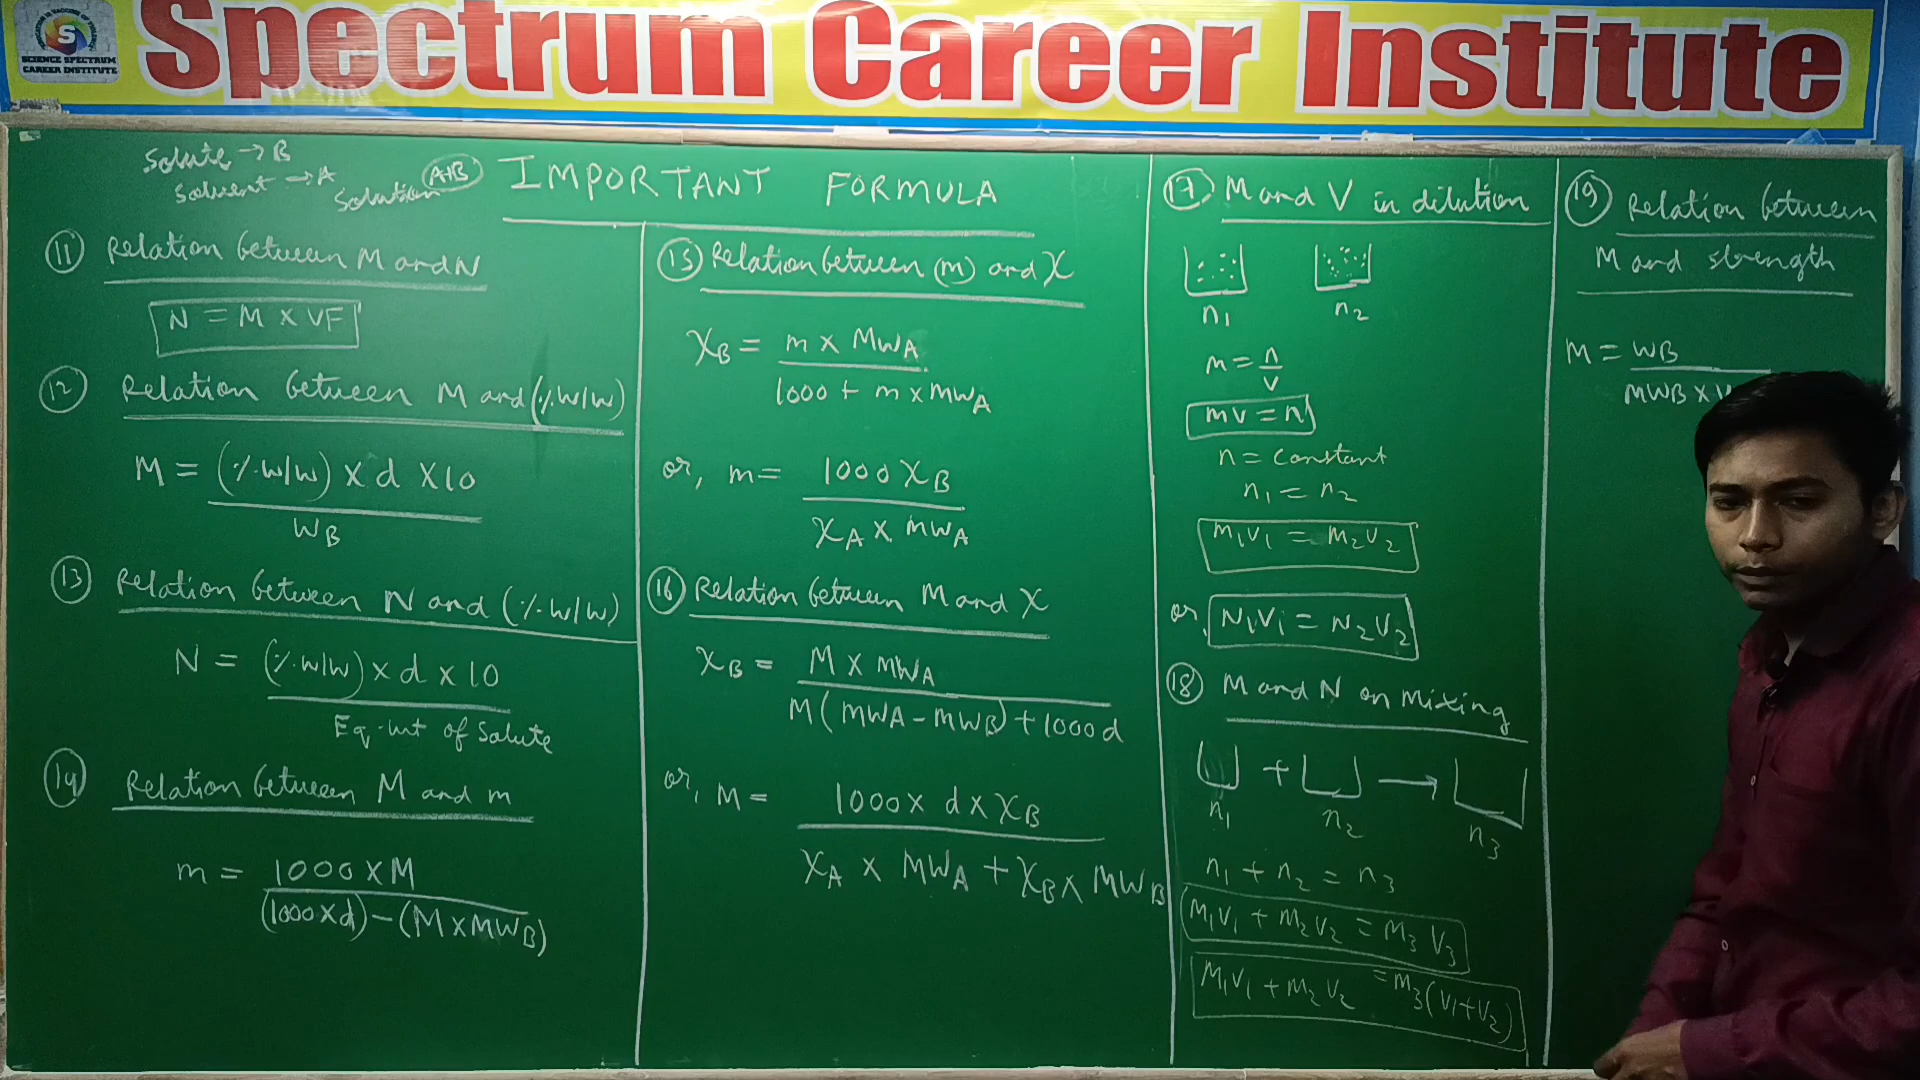 Spectrum Career Institute
S
SCIENCE SPECTRUM
CAREER INSTITUTE
Solute → B
Solvent → A
Solution A+B
IMPORTANT FORMULA
(11) Relation between M and N
N = M × VF
(12) Relation between M and (%w/w)
M = (%w/w) × d × 10
WB
(13) Relation between N and (%w/w)
N = (%w/w) × d × 10
Eq.wt of Solute
(14) Relation between M and m
m = 1000 × M
(1000×d) − (M×MWB)
(15) Relation between (m) and X
XB = m × MWA
1000 + m × MWA
or, m = 1000 XB
XA × MWA
(16) Relation between M and X
XB = M × MWA
M(MWA − MWB) + 1000d
or, M = 1000 × d × XB
XA × MWA + XB × MWB
(17) M and V in dilution
n1 n2
M = n
V
MV = n
n = constant
n1 = n2
M1V1 = M2V2
or, N1V1 = N2V2
(18) M and N on Mixing
+ →
n1 n2 n3
n1 + n2 = n3
M1V1 + M2V2 = M3V3
M1V1 + M2V2 = M3(V1+V2)
(19) Relation between
M and strength
M = WB
MWB × V